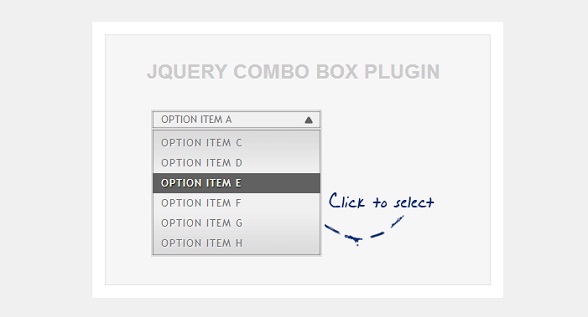 JQUERY COMBO BOX PLUGIN
OPTION ITEM A
OPTION ITEM C
OPTION ITEM D
OPTION ITEM E
OPTION ITEM F
OPTION ITEM G
OPTION ITEM H
Click to select